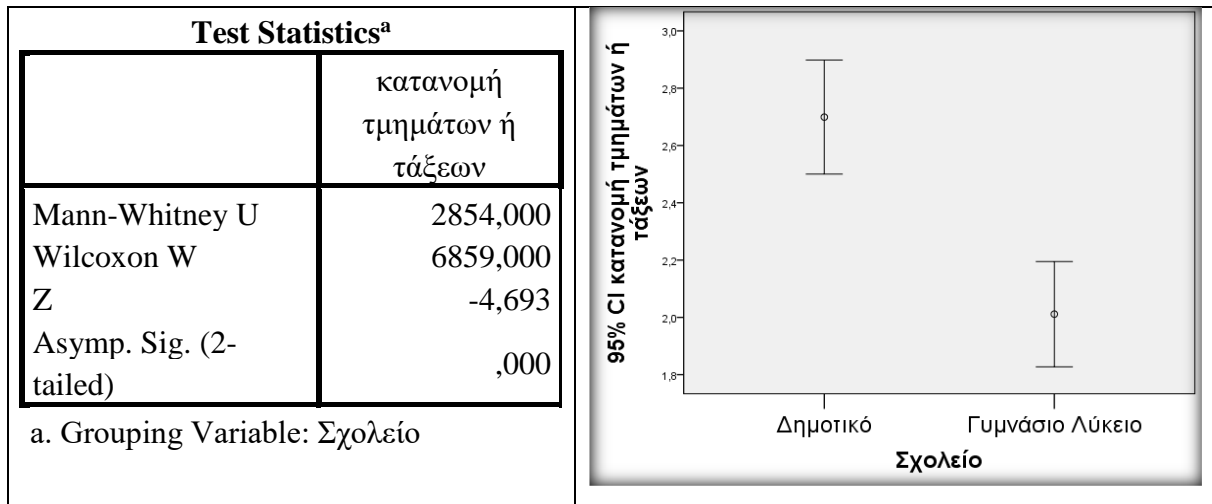 Test Statisticsᵃ
κατανομή
τμημάτων ή
τάξεων
Mann-Whitney U 2854,000
Wilcoxon W 6859,000
Z -4,693
Asymp. Sig. (2-
tailed) ,000
a. Grouping Variable: Σχολείο
95% CI κατανομή τμημάτων ή
τάξεων
3,0
2,8
2,6
2,4
2,2
2,0
1,8
Δημοτικό Γυμνάσιο Λύκειο
Σχολείο